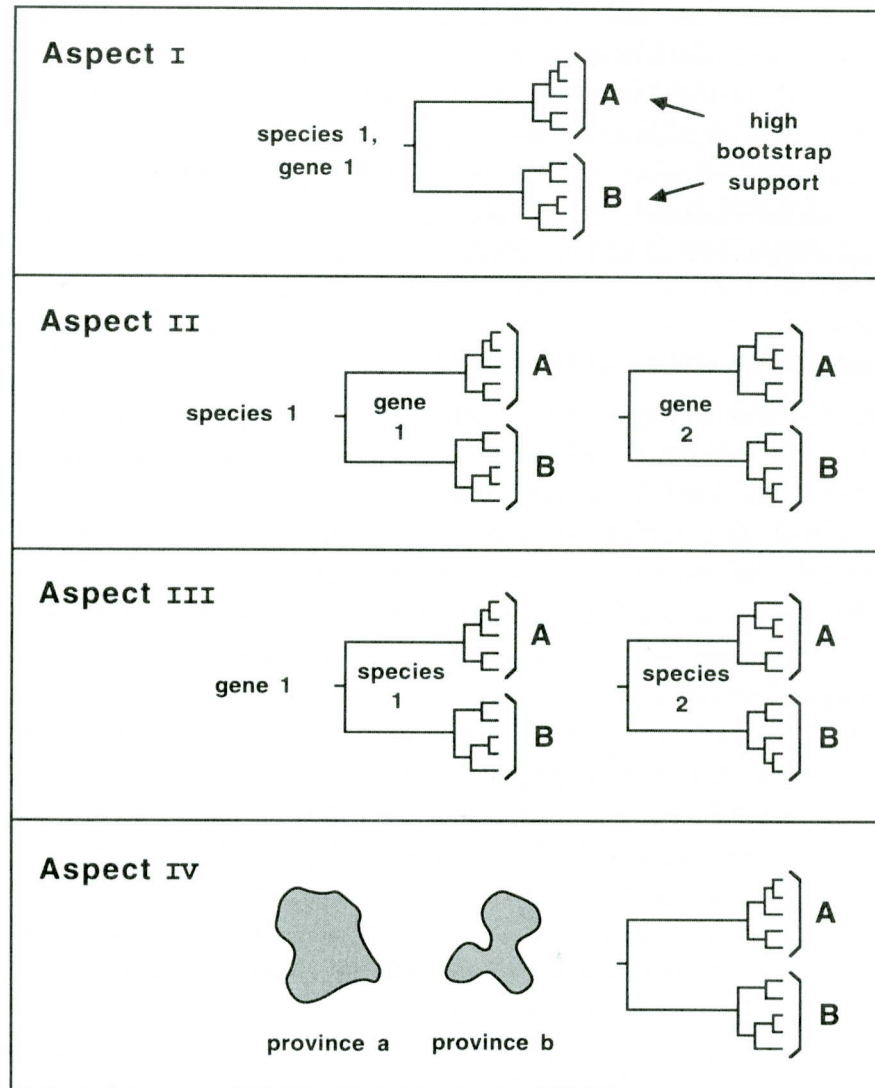 Aspect I
species 1,
gene 1
A
B
high
bootstrap
support
Aspect II
species 1
gene
1
A
B
gene
2
A
B
Aspect III
gene 1
species
1
A
B
species
2
A
B
Aspect IV
province a
province b
A
B